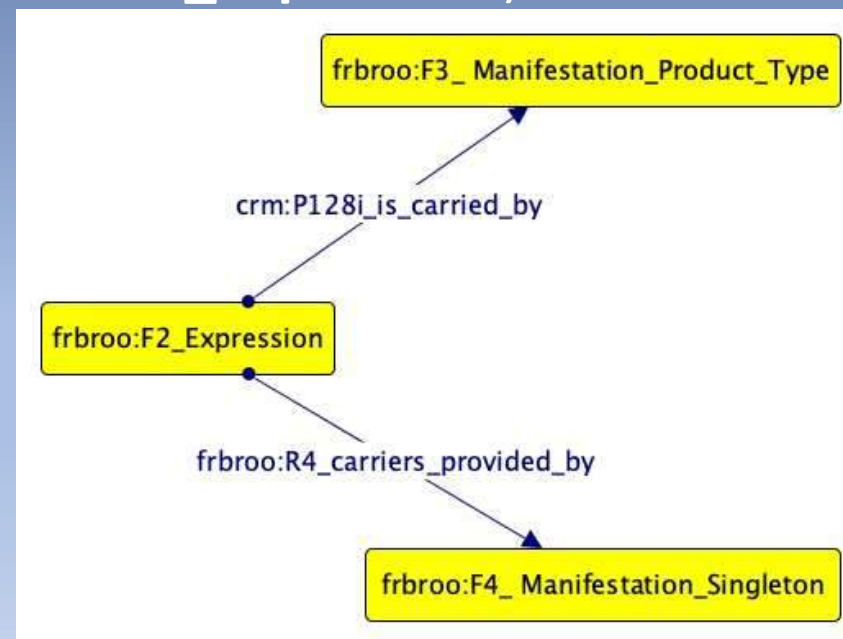 frbroo:F3_ Manifestation_Product_Type
crm:P128i_is_carried_by
frbroo:F2_Expression
frbroo:R4_carriers_provided_by
frbroo:F4_ Manifestation_Singleton